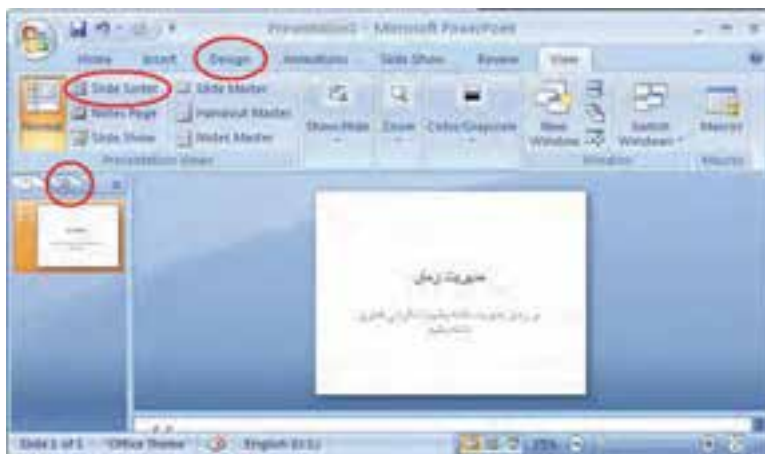 Presentation1 - Microsoft PowerPoint
Home Insert Design Animations Slide Show Review View
Normal
Slide Sorter
Notes Page
Slide Show
Slide Master
Handout Master
Notes Master
Presentation Views
Show/Hide
Zoom
Color/Grayscale
New Window
Switch Windows
Window
Macros
Macros
مدیریت زمان
Slide 1 of 1 "Office Theme" English (U.S.)